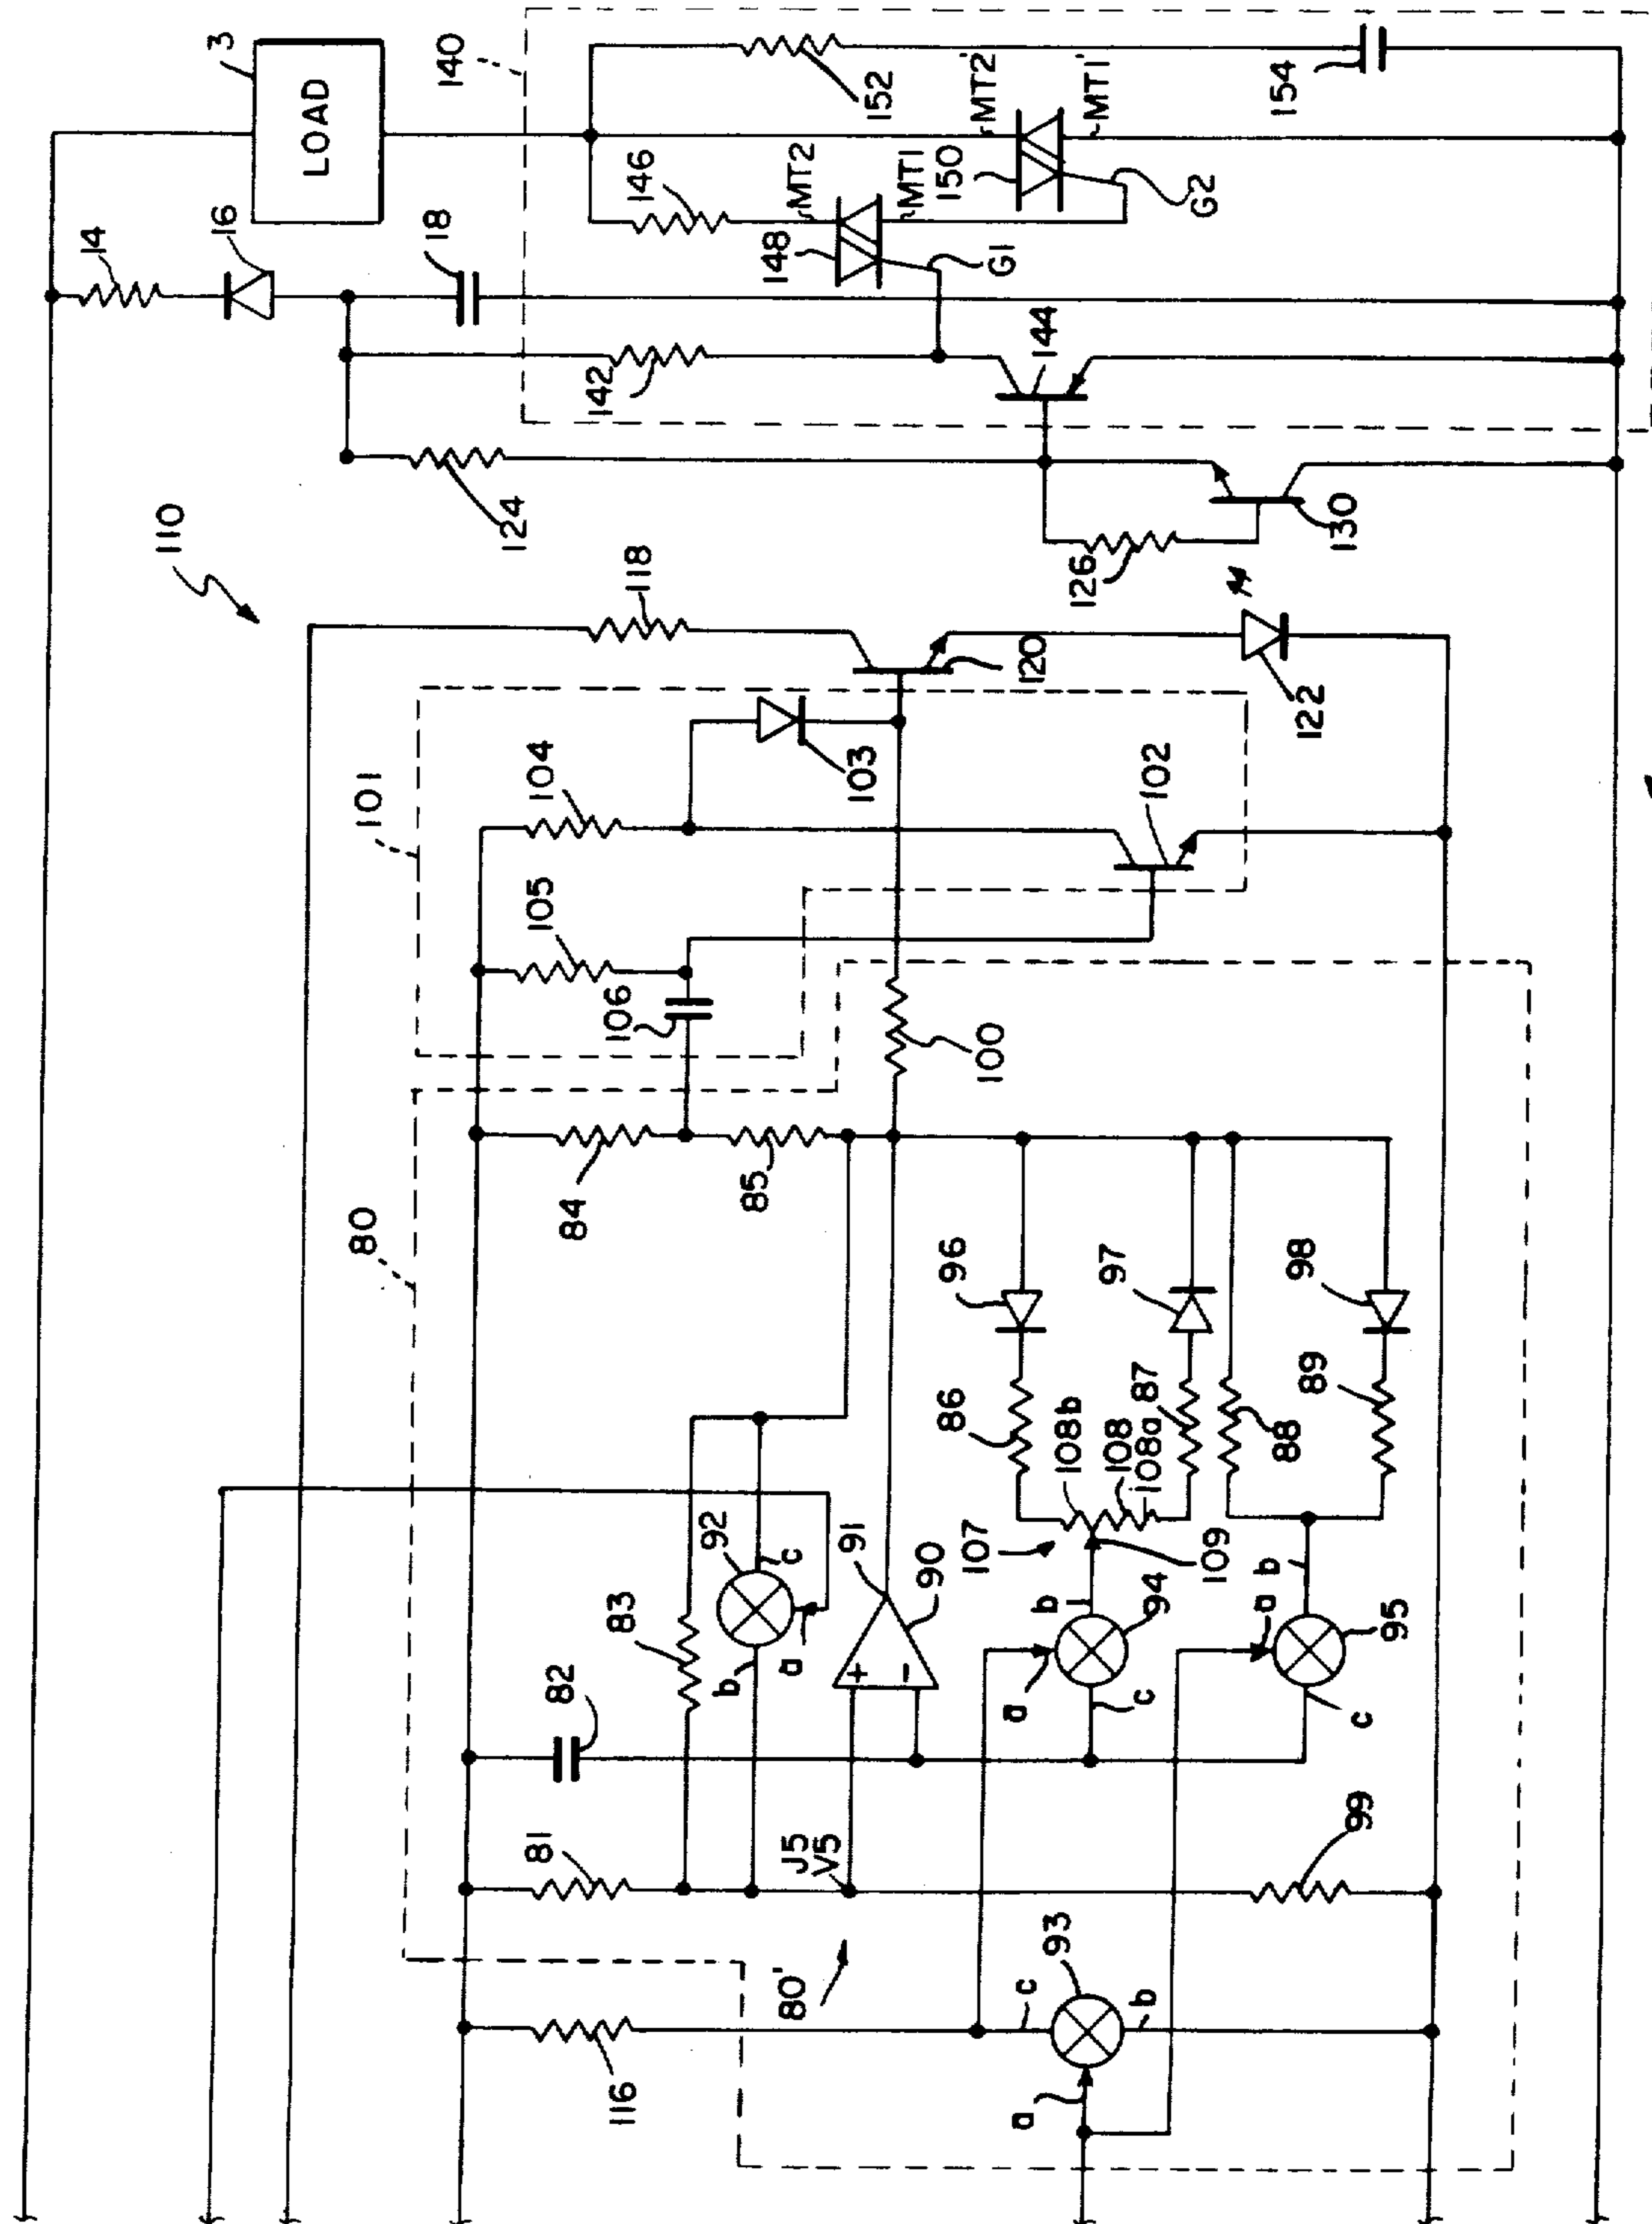 3
LOAD
140
14
16
18
152
MT2'
MT1'
154
146
MT2
MT1
150
148
G1
G2
142
144
124
126
130
110
118
120
122
101
104
103
102
105
106
100
80
84
85
96
97
98
86
87
88
89
108b
108
108a
107
109
83
92
c
b
a
91
90
+
−
94
b
a
c
95
b
a
c
82
81
J5
V5
99
80'
93
c
b
a
116